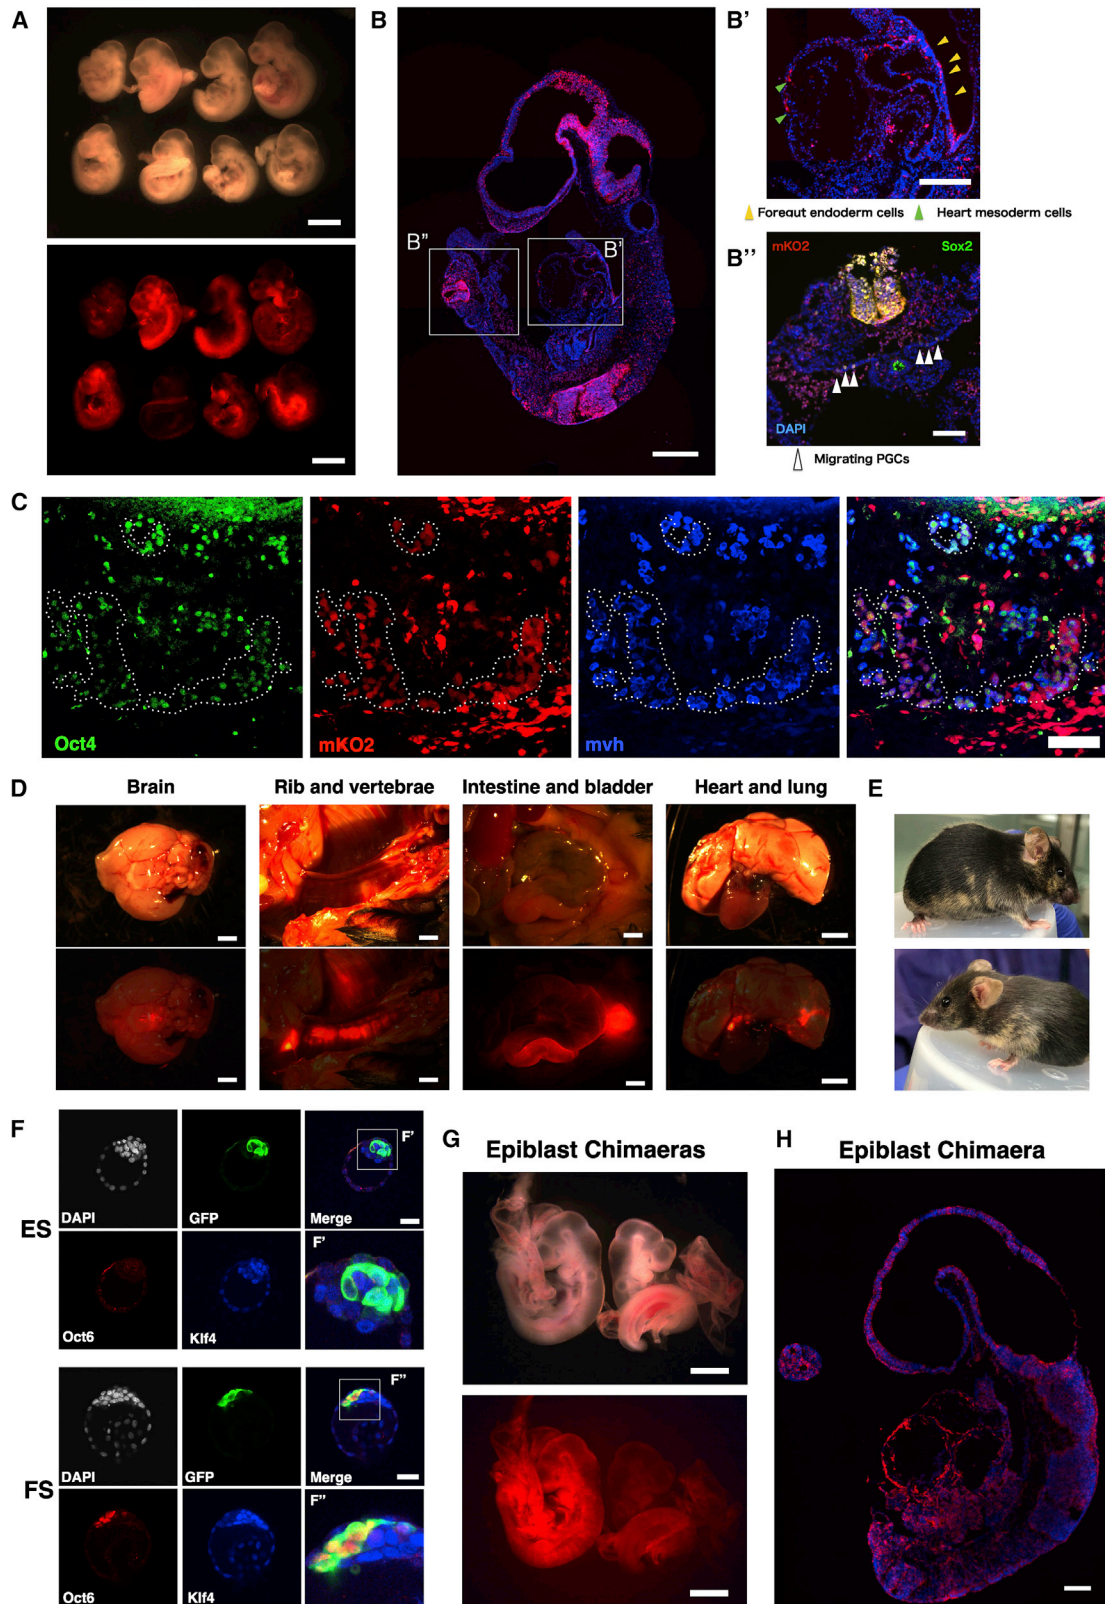 A
B
B'
B"
B'
Foregut endoderm cells
Heart mesoderm cells
B''
mKO2
Sox2
DAPI
Migrating PGCs
C
Oct4
mKO2
mvh
D
Brain
Rib and vertebrae
Intestine and bladder
Heart and lung
E
F
ES
DAPI
GFP
Merge
F'
Oct6
Klf4
F'
FS
DAPI
GFP
Merge
F"
Oct6
Klf4
F"
G
Epiblast Chimaeras
H
Epiblast Chimaera